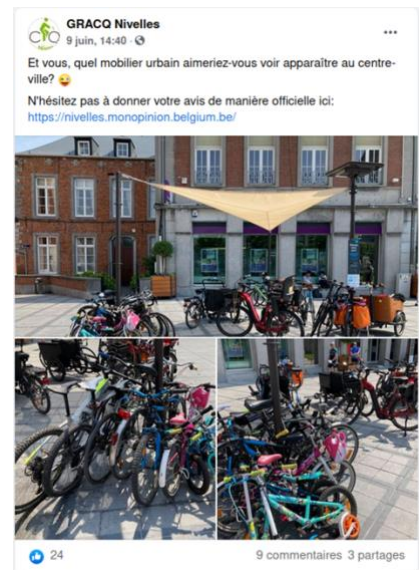 GRACQ Nivelles
9 juin, 14:40 ·
Et vous, quel mobilier urbain aimeriez-vous voir apparaître au centre-
ville? 😜
N'hésitez pas à donner votre avis de manière officielle ici:
https://nivelles.monopinion.belgium.be/
24
9 commentaires 3 partages